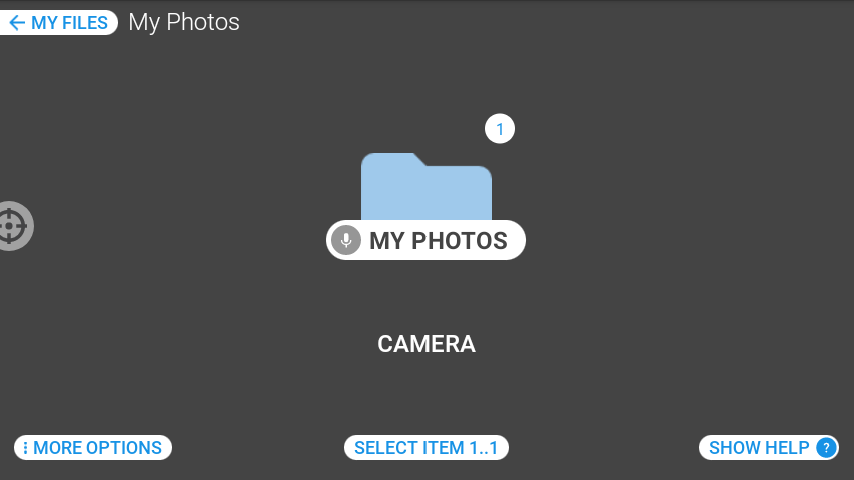 MY FILES
My Photos
1
MY PHOTOS
CAMERA
MORE OPTIONS
SELECT ITEM 1..1
SHOW HELP ?